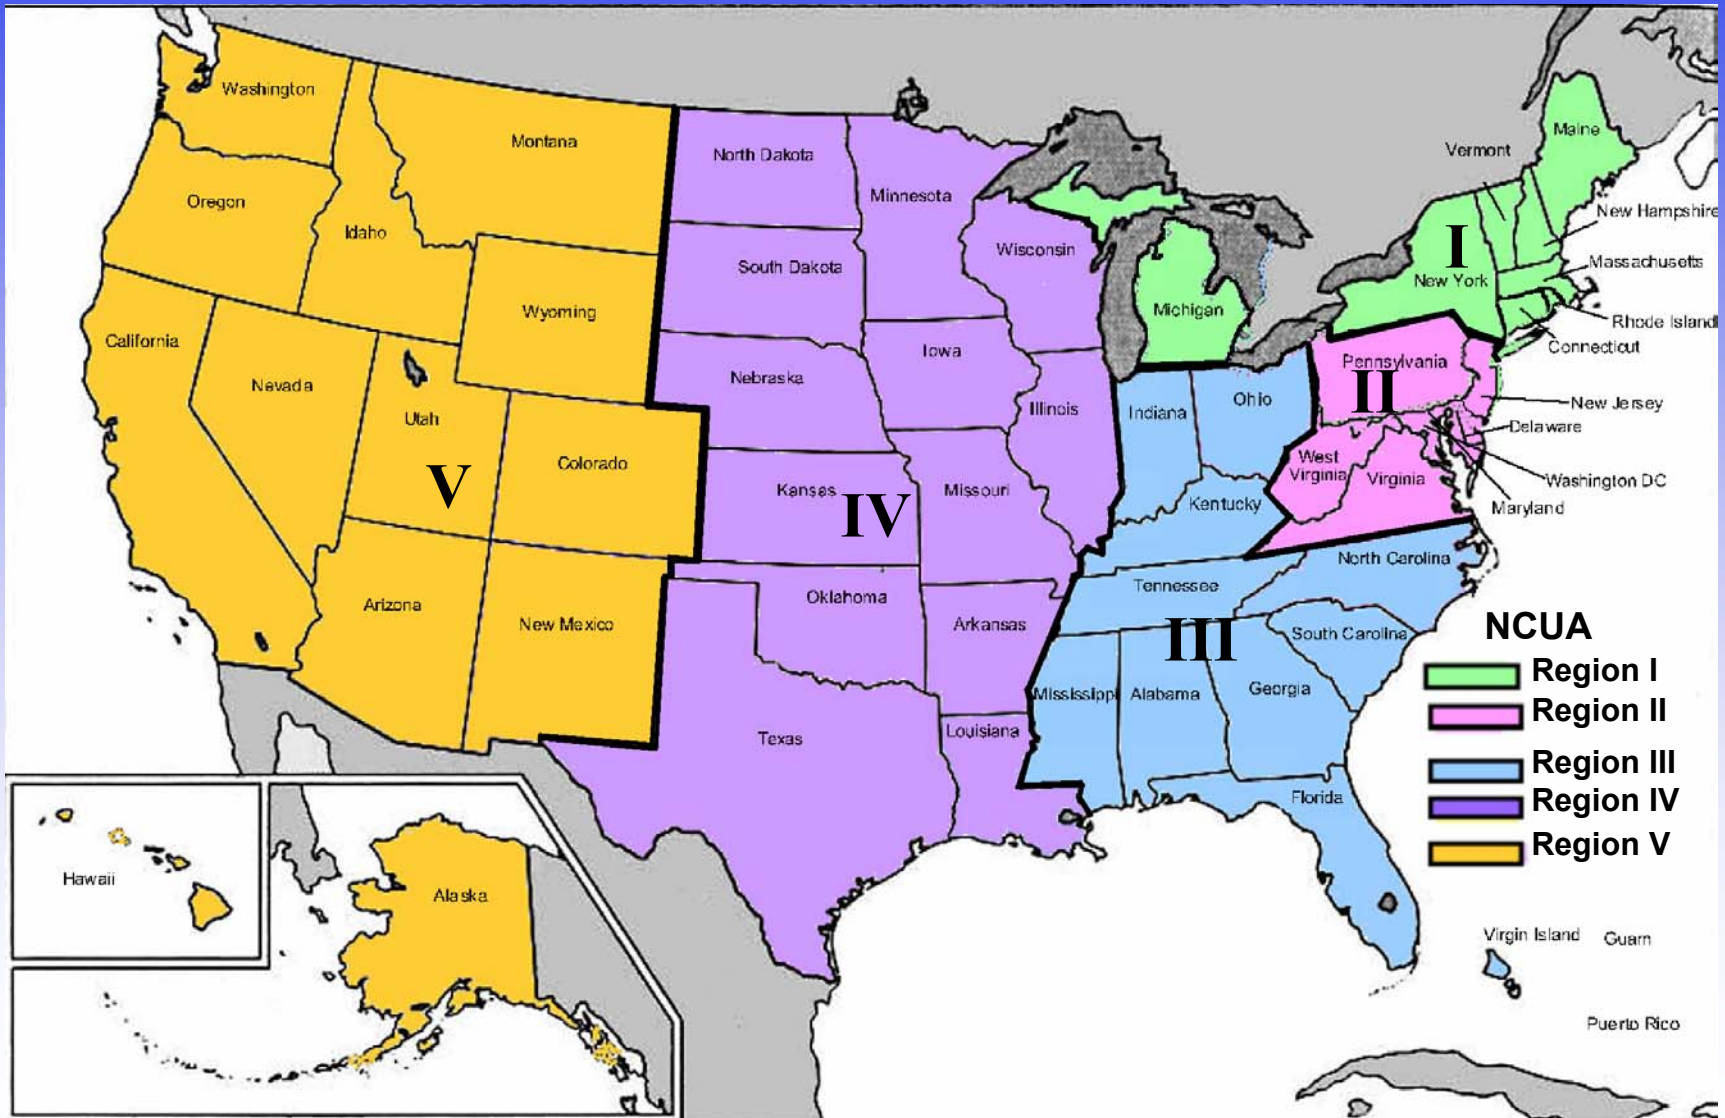 Washington
Montana
North Dakota
Minnesota
Vermont
Maine
Oregon
Idaho
South Dakota
Wisconsin
New Hampshire
I
Massachusetts
New York
Wyoming
Michigan
Rhode Island
California
Iowa
Connecticut
Nevada
Nebraska
Pennsylvania
II
New Jersey
Utah
Illinois
Indiana
Ohio
Delaware
Colorado
V
Kansas
IV
Missouri
West
Virginia
Virginia
Washington DC
Kentucky
Maryland
North Carolina
Tennessee
Arizona
Oklahoma
New Mexico
Arkansas
III
South Carolina
NCUA
Region I
Mississippi
Alabama
Georgia
Region II
Texas
Louisiana
Region III
Florida
Region IV
Region V
Hawaii
Alaska
Virgin Island
Guam
Puerto Rico